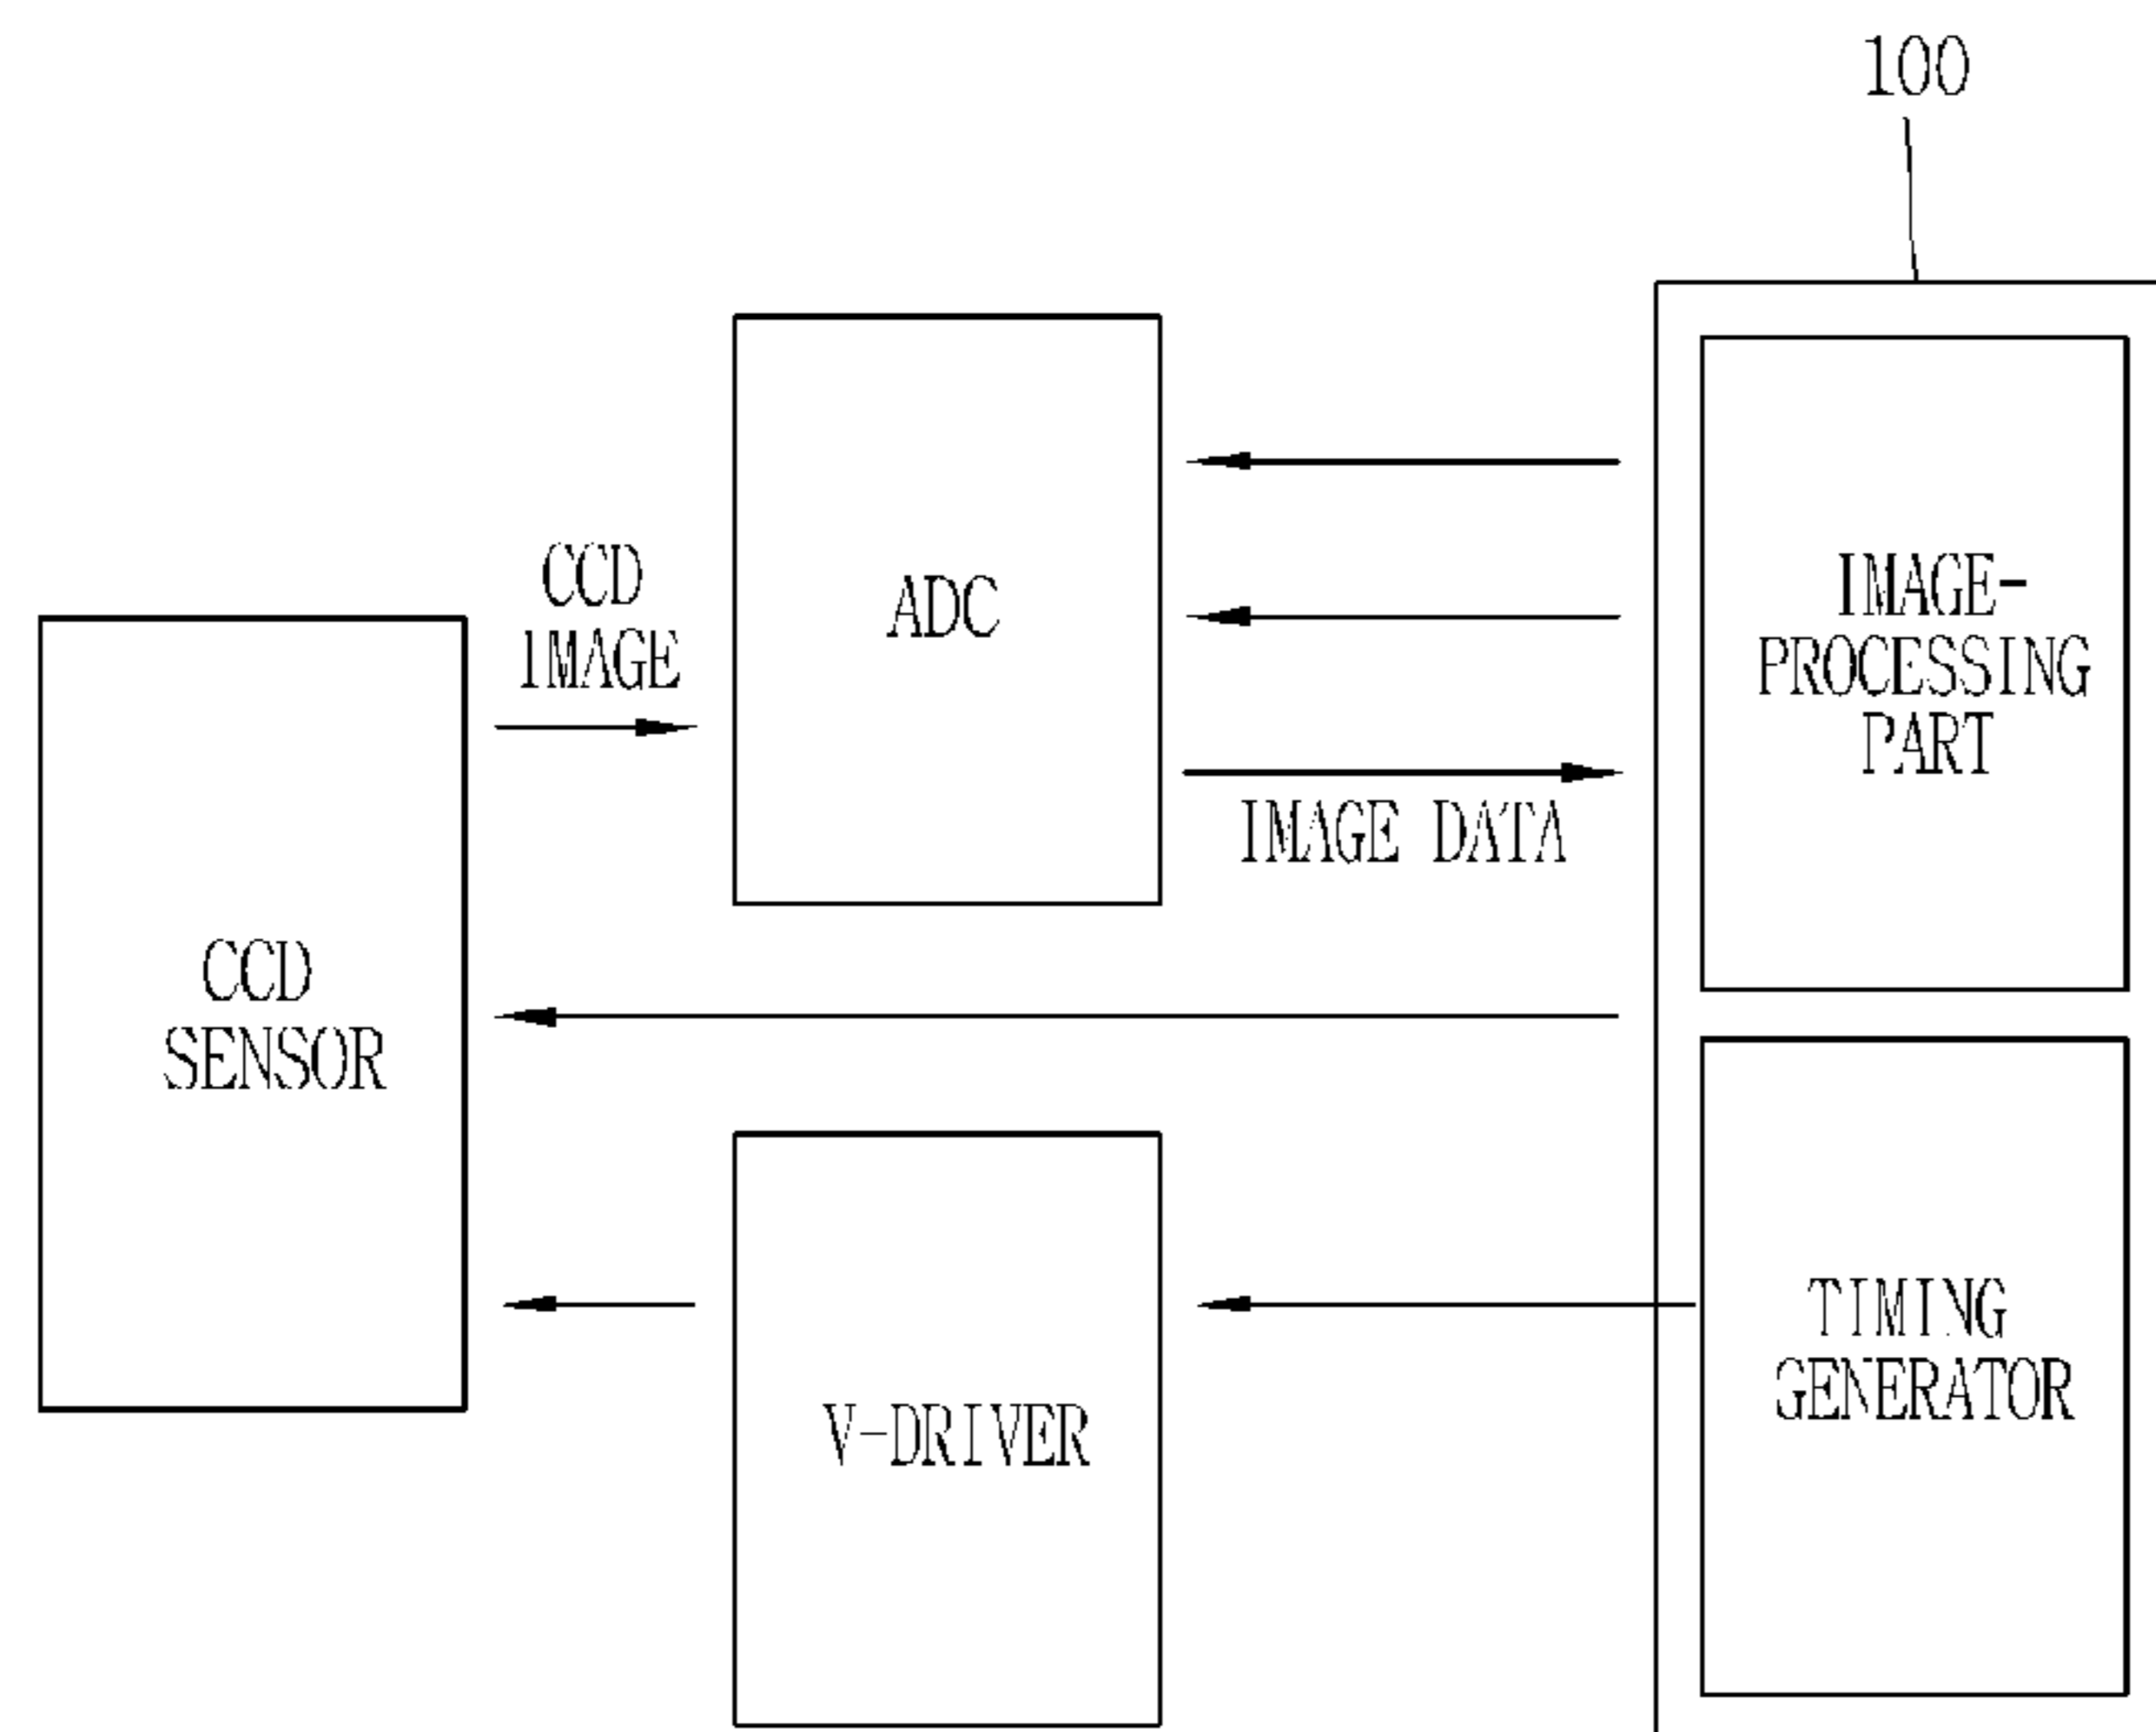 100
CCD
IMAGE
ADC
IMAGE-
PROCESSING
PART
IMAGE DATA
CCD
SENSOR
V-DRIVER
TIMING
GENERATOR